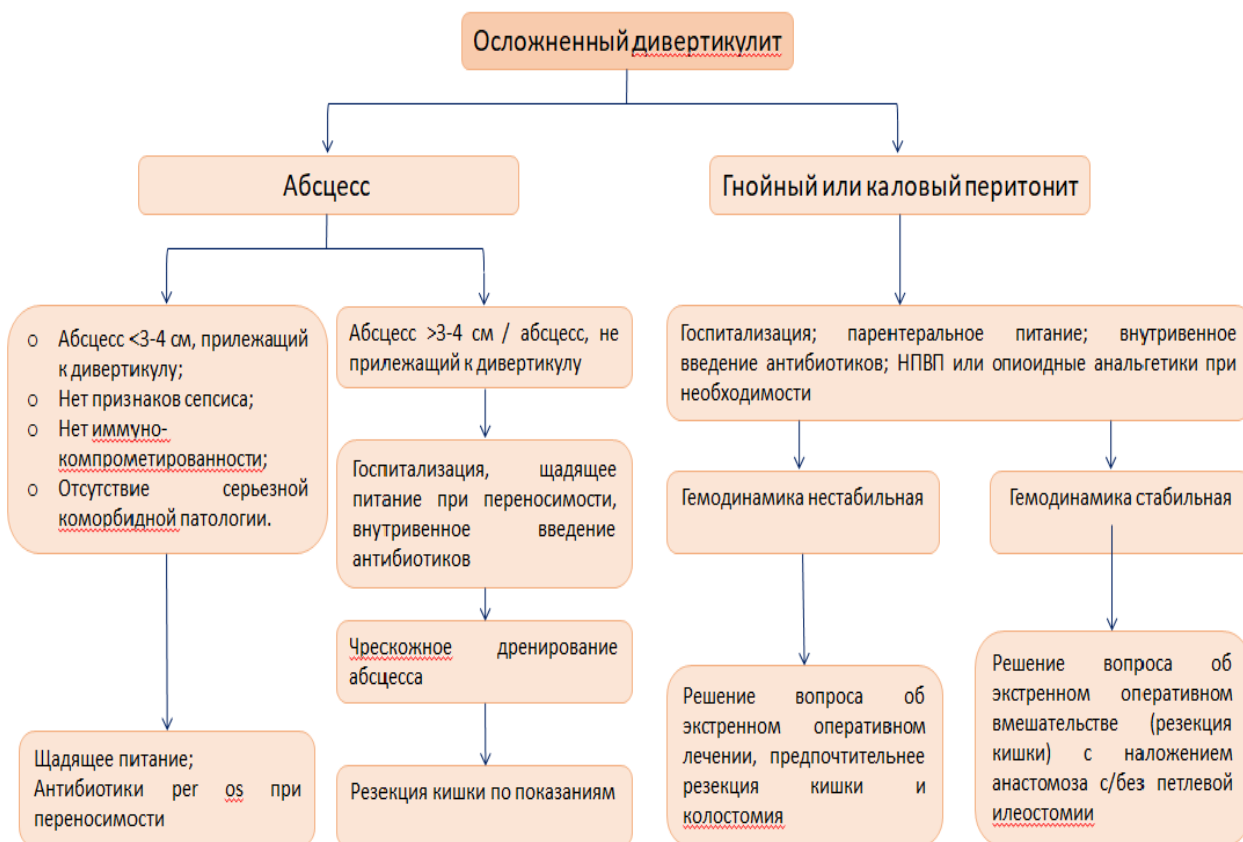 Осложненный дивертикулит
Абсцесс
Гнойный или каловый перитонит
Абсцесс <3-4 см, прилежащий
к дивертикулу;
Нет признаков сепсиса;
Нет иммуно-
компрометированности;
Отсутствие серьезной
коморбидной патологии.
Абсцесс >3-4 см / абсцесс, не
прилежащий к дивертикулу
Госпитализация; парентеральное питание; внутривенное
введение антибиотиков; НПВП или опиоидные анальгетики при
необходимости
Госпитализация, щадящее
питание при переносимости,
внутривенное введение
антибиотиков
Гемодинамика нестабильная
Гемодинамика стабильная
Чрескожное дренирование
абсцесса
Щадящее питание;
Антибиотики per os при
переносимости
Резекция кишки по показаниям
Решение вопроса об
экстренном оперативном
лечении, предпочтительнее
резекция кишки и
колостомия
Решение вопроса об
экстренном оперативном
вмешательстве (резекция
кишки) с наложением
анастомоза с/без петлевой
илеостомии